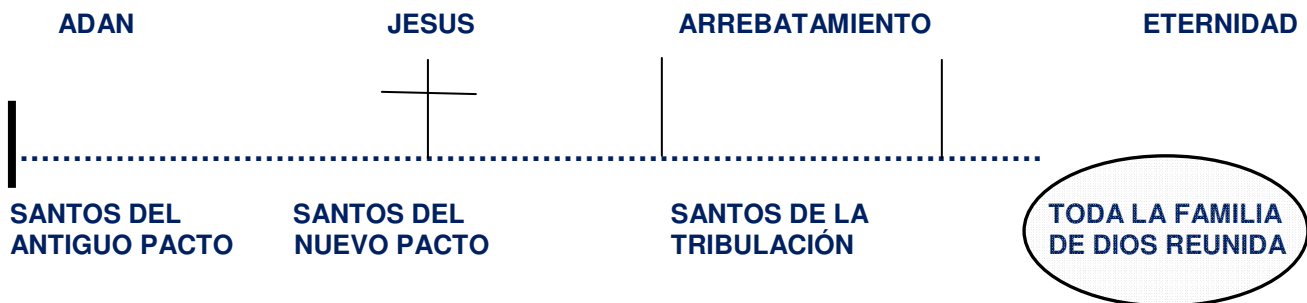 ADAN JESUS ARREBATAMIENTO ETERNIDAD
SANTOS DEL SANTOS DEL SANTOS DE LA TODA LA FAMILIA
ANTIGUO PACTO NUEVO PACTO TRIBULACIÓN DE DIOS REUNIDA